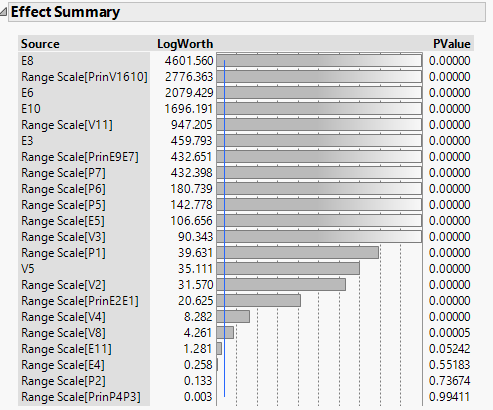 Effect Summary
Source LogWorth PValue
E8 4601.560 0.00000
Range Scale[PrinV1610] 2776.363 0.00000
E6 2079.429 0.00000
E10 1696.191 0.00000
Range Scale[V11] 947.205 0.00000
E3 459.793 0.00000
Range Scale[PrinE9E7] 432.651 0.00000
Range Scale[P7] 432.398 0.00000
Range Scale[P6] 180.739 0.00000
Range Scale[P5] 142.778 0.00000
Range Scale[E5] 106.656 0.00000
Range Scale[V3] 90.343 0.00000
Range Scale[P1] 39.631 0.00000
V5 35.111 0.00000
Range Scale[V2] 31.570 0.00000
Range Scale[PrinE2E1] 20.625 0.00000
Range Scale[V4] 8.282 0.00000
Range Scale[V8] 4.261 0.00005
Range Scale[E11] 1.281 0.05242
Range Scale[E4] 0.258 0.55183
Range Scale[P2] 0.133 0.73674
Range Scale[PrinP4P3] 0.003 0.99411